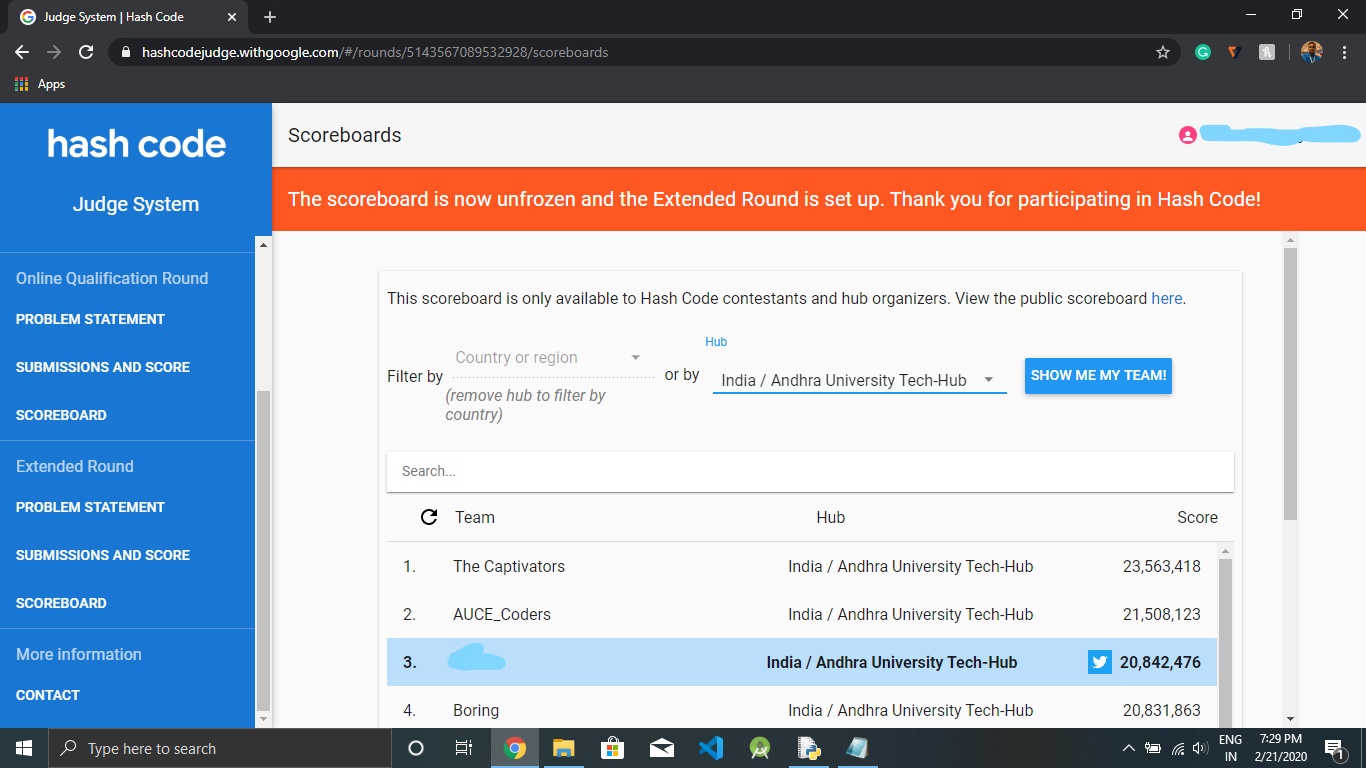 Judge System | Hash Code
hashcodejudge.withgoogle.com/#/rounds/5143567089532928/scoreboards
Apps
hash code
Judge System
Online Qualification Round
PROBLEM STATEMENT
SUBMISSIONS AND SCORE
SCOREBOARD
Extended Round
PROBLEM STATEMENT
SUBMISSIONS AND SCORE
SCOREBOARD
More information
CONTACT
Scoreboards
The scoreboard is now unfrozen and the Extended Round is set up. Thank you for participating in Hash Code!
This scoreboard is only available to Hash Code contestants and hub organizers. View the public scoreboard here.
Filter by
Country or region
(remove hub to filter by
country)
or by
Hub
India / Andhra University Tech-Hub
SHOW ME MY TEAM!
Search...
Team Hub Score
1. The Captivators India / Andhra University Tech-Hub 23,563,418
2. AUCE_Coders India / Andhra University Tech-Hub 21,508,123
3. India / Andhra University Tech-Hub 20,842,476
4. Boring India / Andhra University Tech-Hub 20,831,863
Type here to search
ENG
IN
7:29 PM
2/21/2020
1